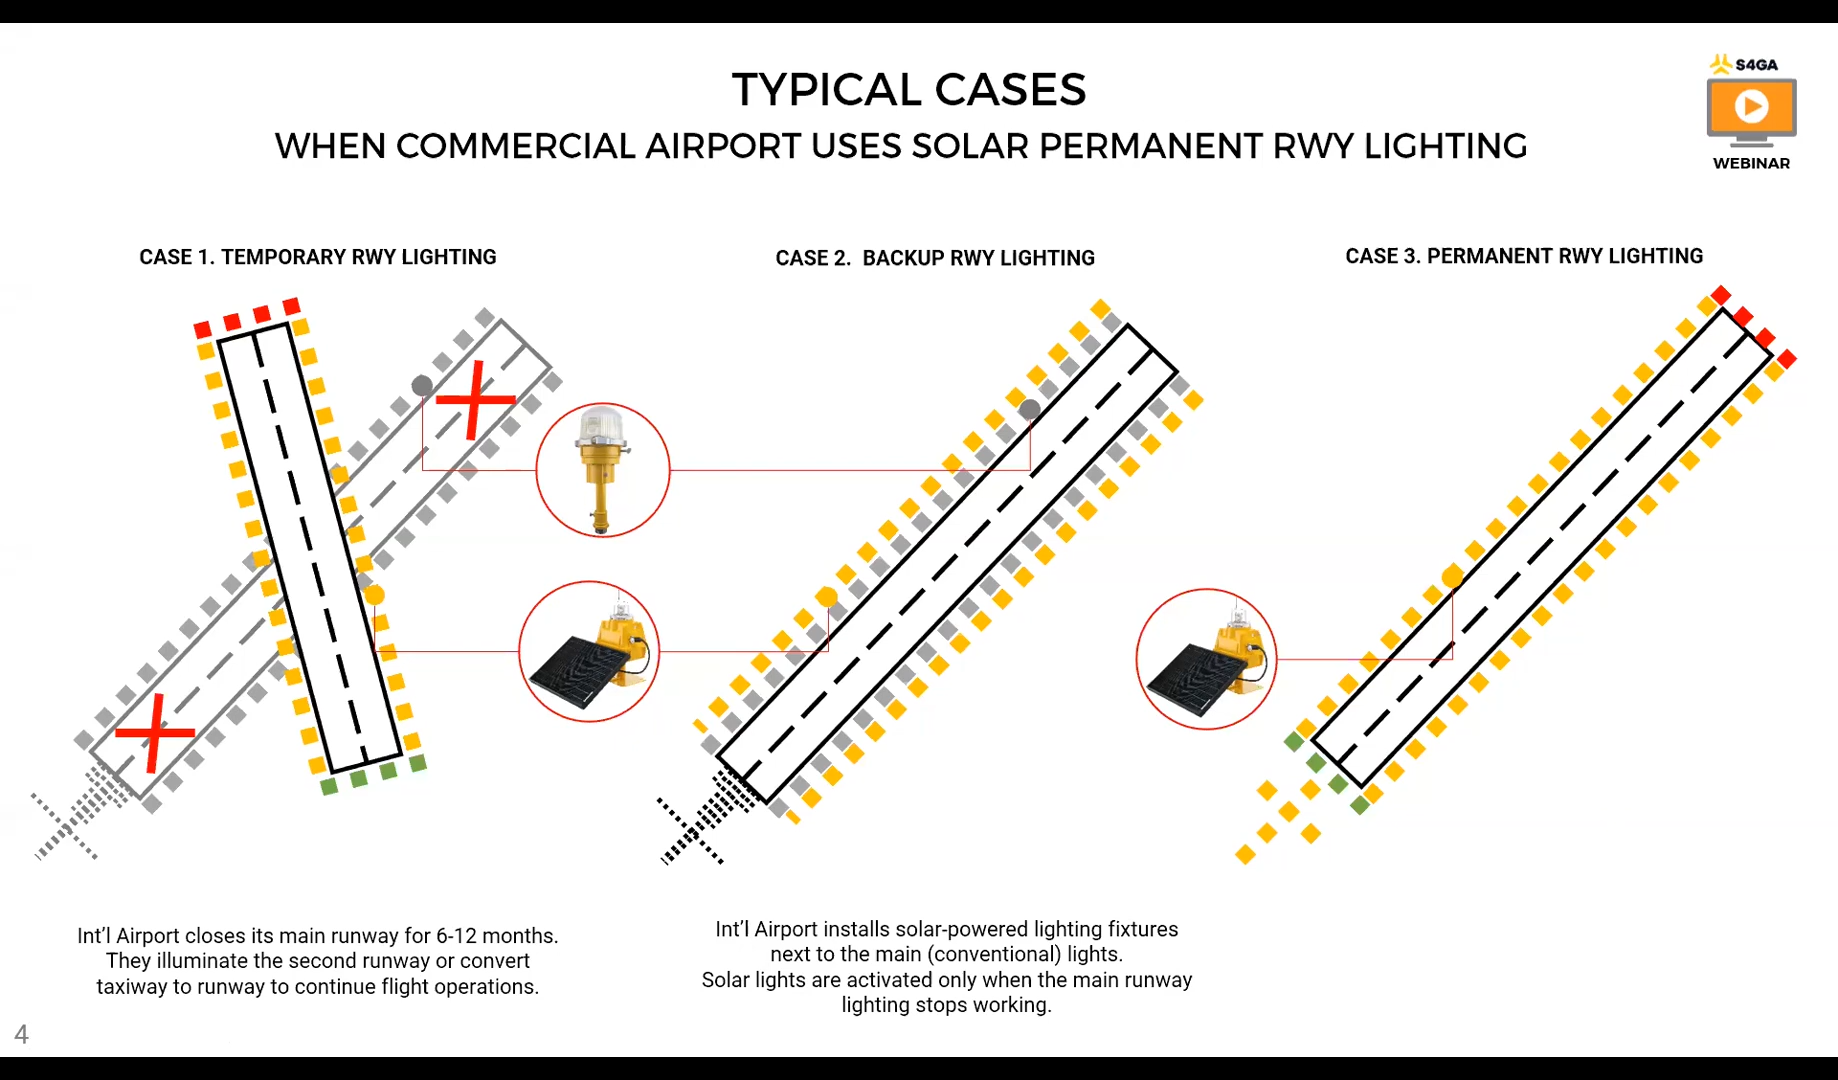 S4GA
WEBINAR
TYPICAL CASES
WHEN COMMERCIAL AIRPORT USES SOLAR PERMANENT RWY LIGHTING
CASE 1. TEMPORARY RWY LIGHTING
CASE 2. BACKUP RWY LIGHTING
CASE 3. PERMANENT RWY LIGHTING
Int'l Airport closes its main runway for 6-12 months.
They illuminate the second runway or convert
taxiway to runway to continue flight operations.
Int'l Airport installs solar-powered lighting fixtures
next to the main (conventional) lights.
Solar lights are activated only when the main runway
lighting stops working.
4